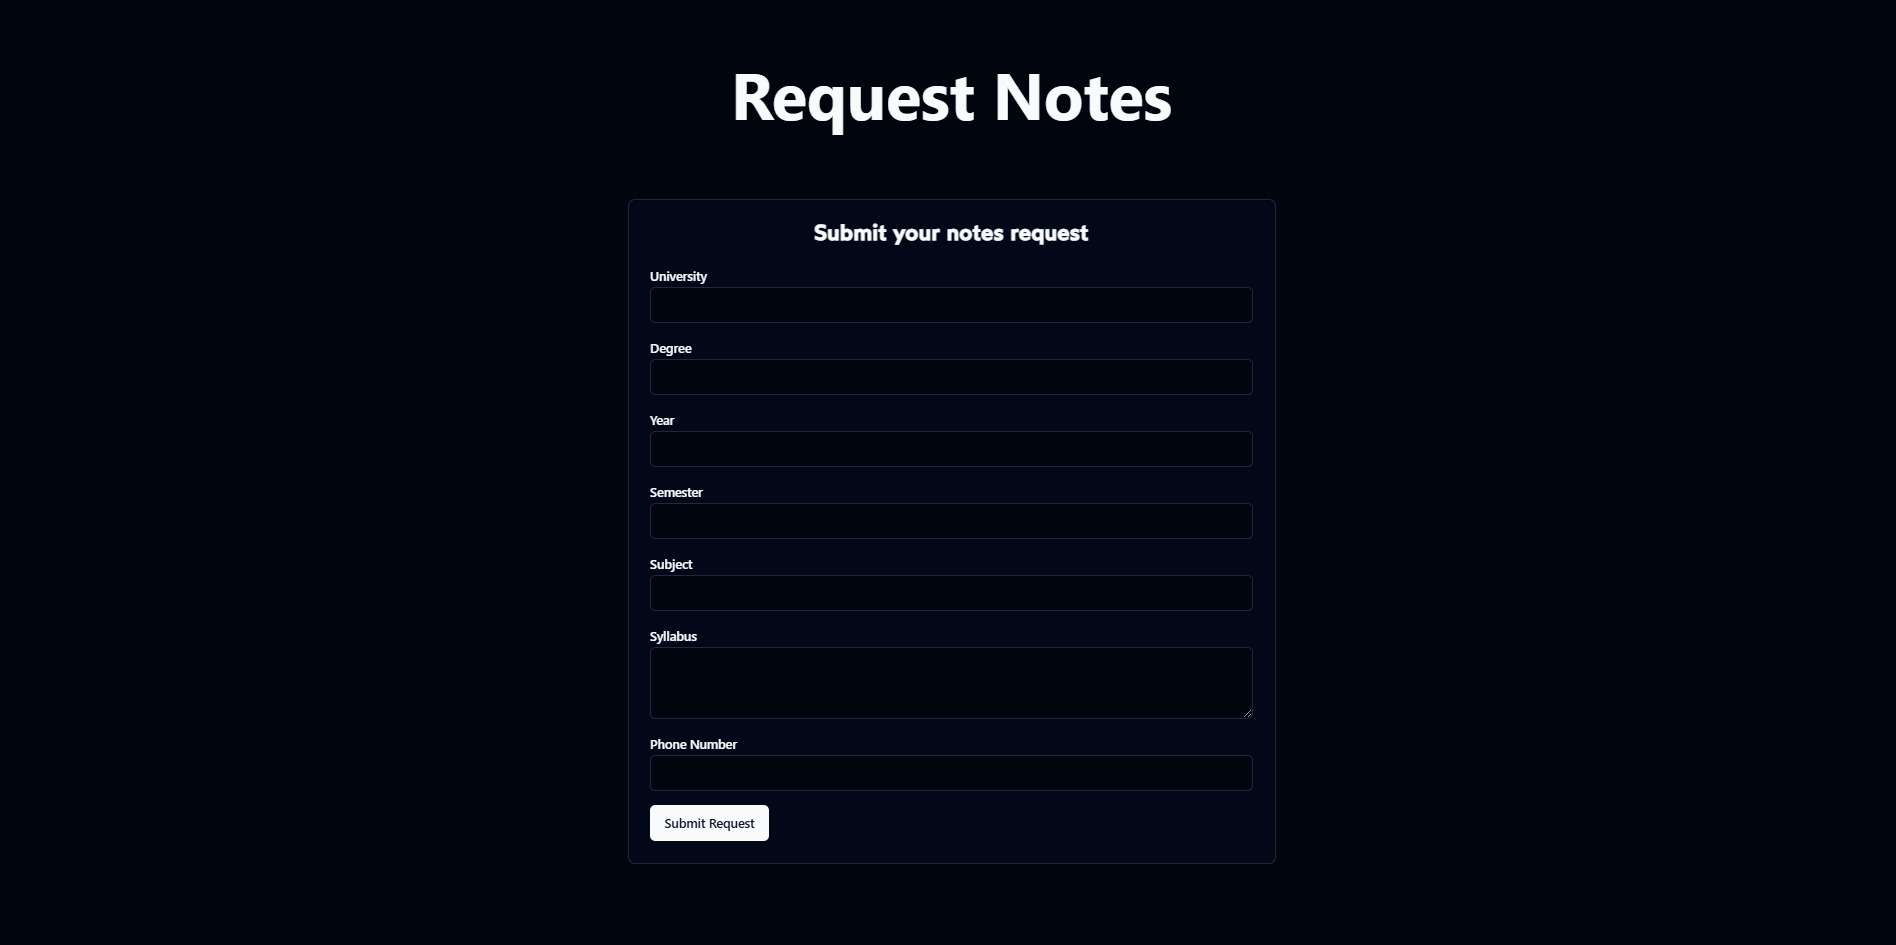 Request Notes
Submit your notes request
University
Degree
Year
Semester
Subject
Syllabus
Phone Number
Submit Request